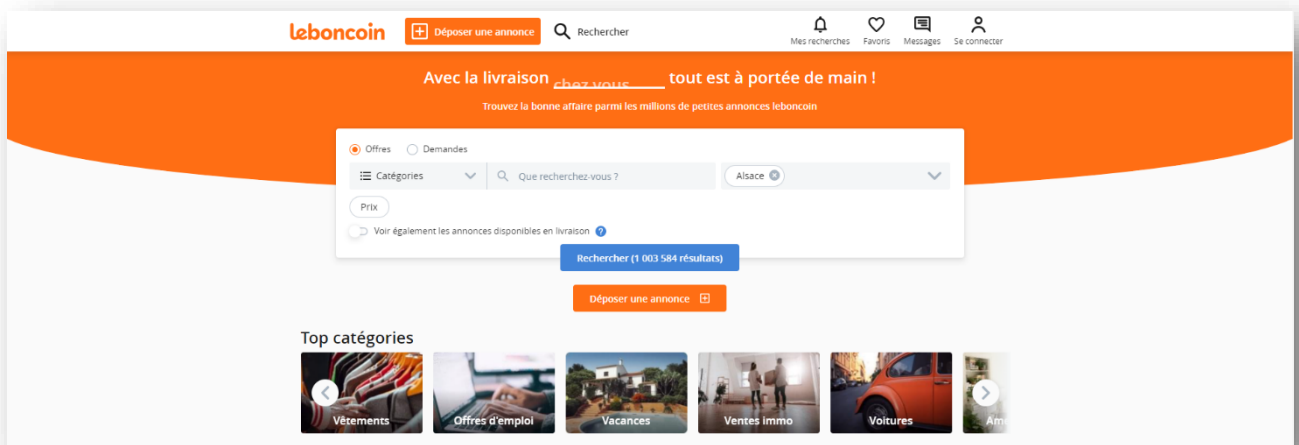 leboncoin
Déposer une annonce
Rechercher
Mes recherches
Favoris
Messages
Se connecter
Avec la livraison chez vous tout est à portée de main !
Trouvez la bonne affaire parmi les millions de petites annonces leboncoin
Offres
Demandes
Catégories
Que recherchez-vous ?
Alsace
Prix
Voir également les annonces disponibles en livraison ?
Rechercher (1 003 584 résultats)
Déposer une annonce
Top catégories
Vêtements
Offres d'emploi
Vacances
Ventes immo
Voitures